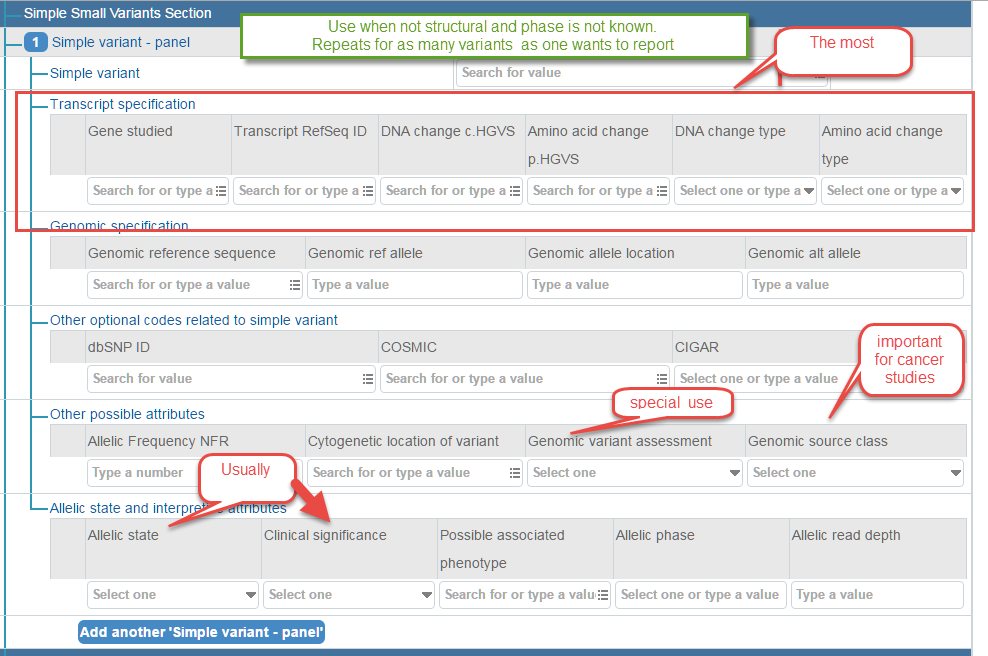 Simple Small Variants Section
Use when not structural and phase is not known.
Repeats for as many variants as one wants to report
The most
1 Simple variant - panel
Simple variant
Search for value
Transcript specification
Gene studied
Transcript RefSeq ID
DNA change c.HGVS
Amino acid change
p.HGVS
DNA change type
Amino acid change
type
Search for or type a
Search for or type a
Search for or type a
Search for or type a
Select one or type a
Select one or type a
Genomic specification
Genomic reference sequence
Genomic ref allele
Genomic allele location
Genomic alt allele
Search for or type a value
Type a value
Type a value
Type a value
Other optional codes related to simple variant
dbSNP ID
COSMIC
CIGAR
important
for cancer
studies
Search for value
Search for or type a value
Select one or type a value
special use
Other possible attributes
Allelic Frequency NFR
Cytogenetic location of variant
Genomic variant assessment
Genomic source class
Type a number
Search for or type a value
Select one
Select one
Usually
Allelic state and interpretive attributes
Allelic state
Clinical significance
Possible associated
phenotype
Allelic phase
Allelic read depth
Select one
Select one
Search for or type a valu
Select one or type a value
Type a value
Add another 'Simple variant - panel'